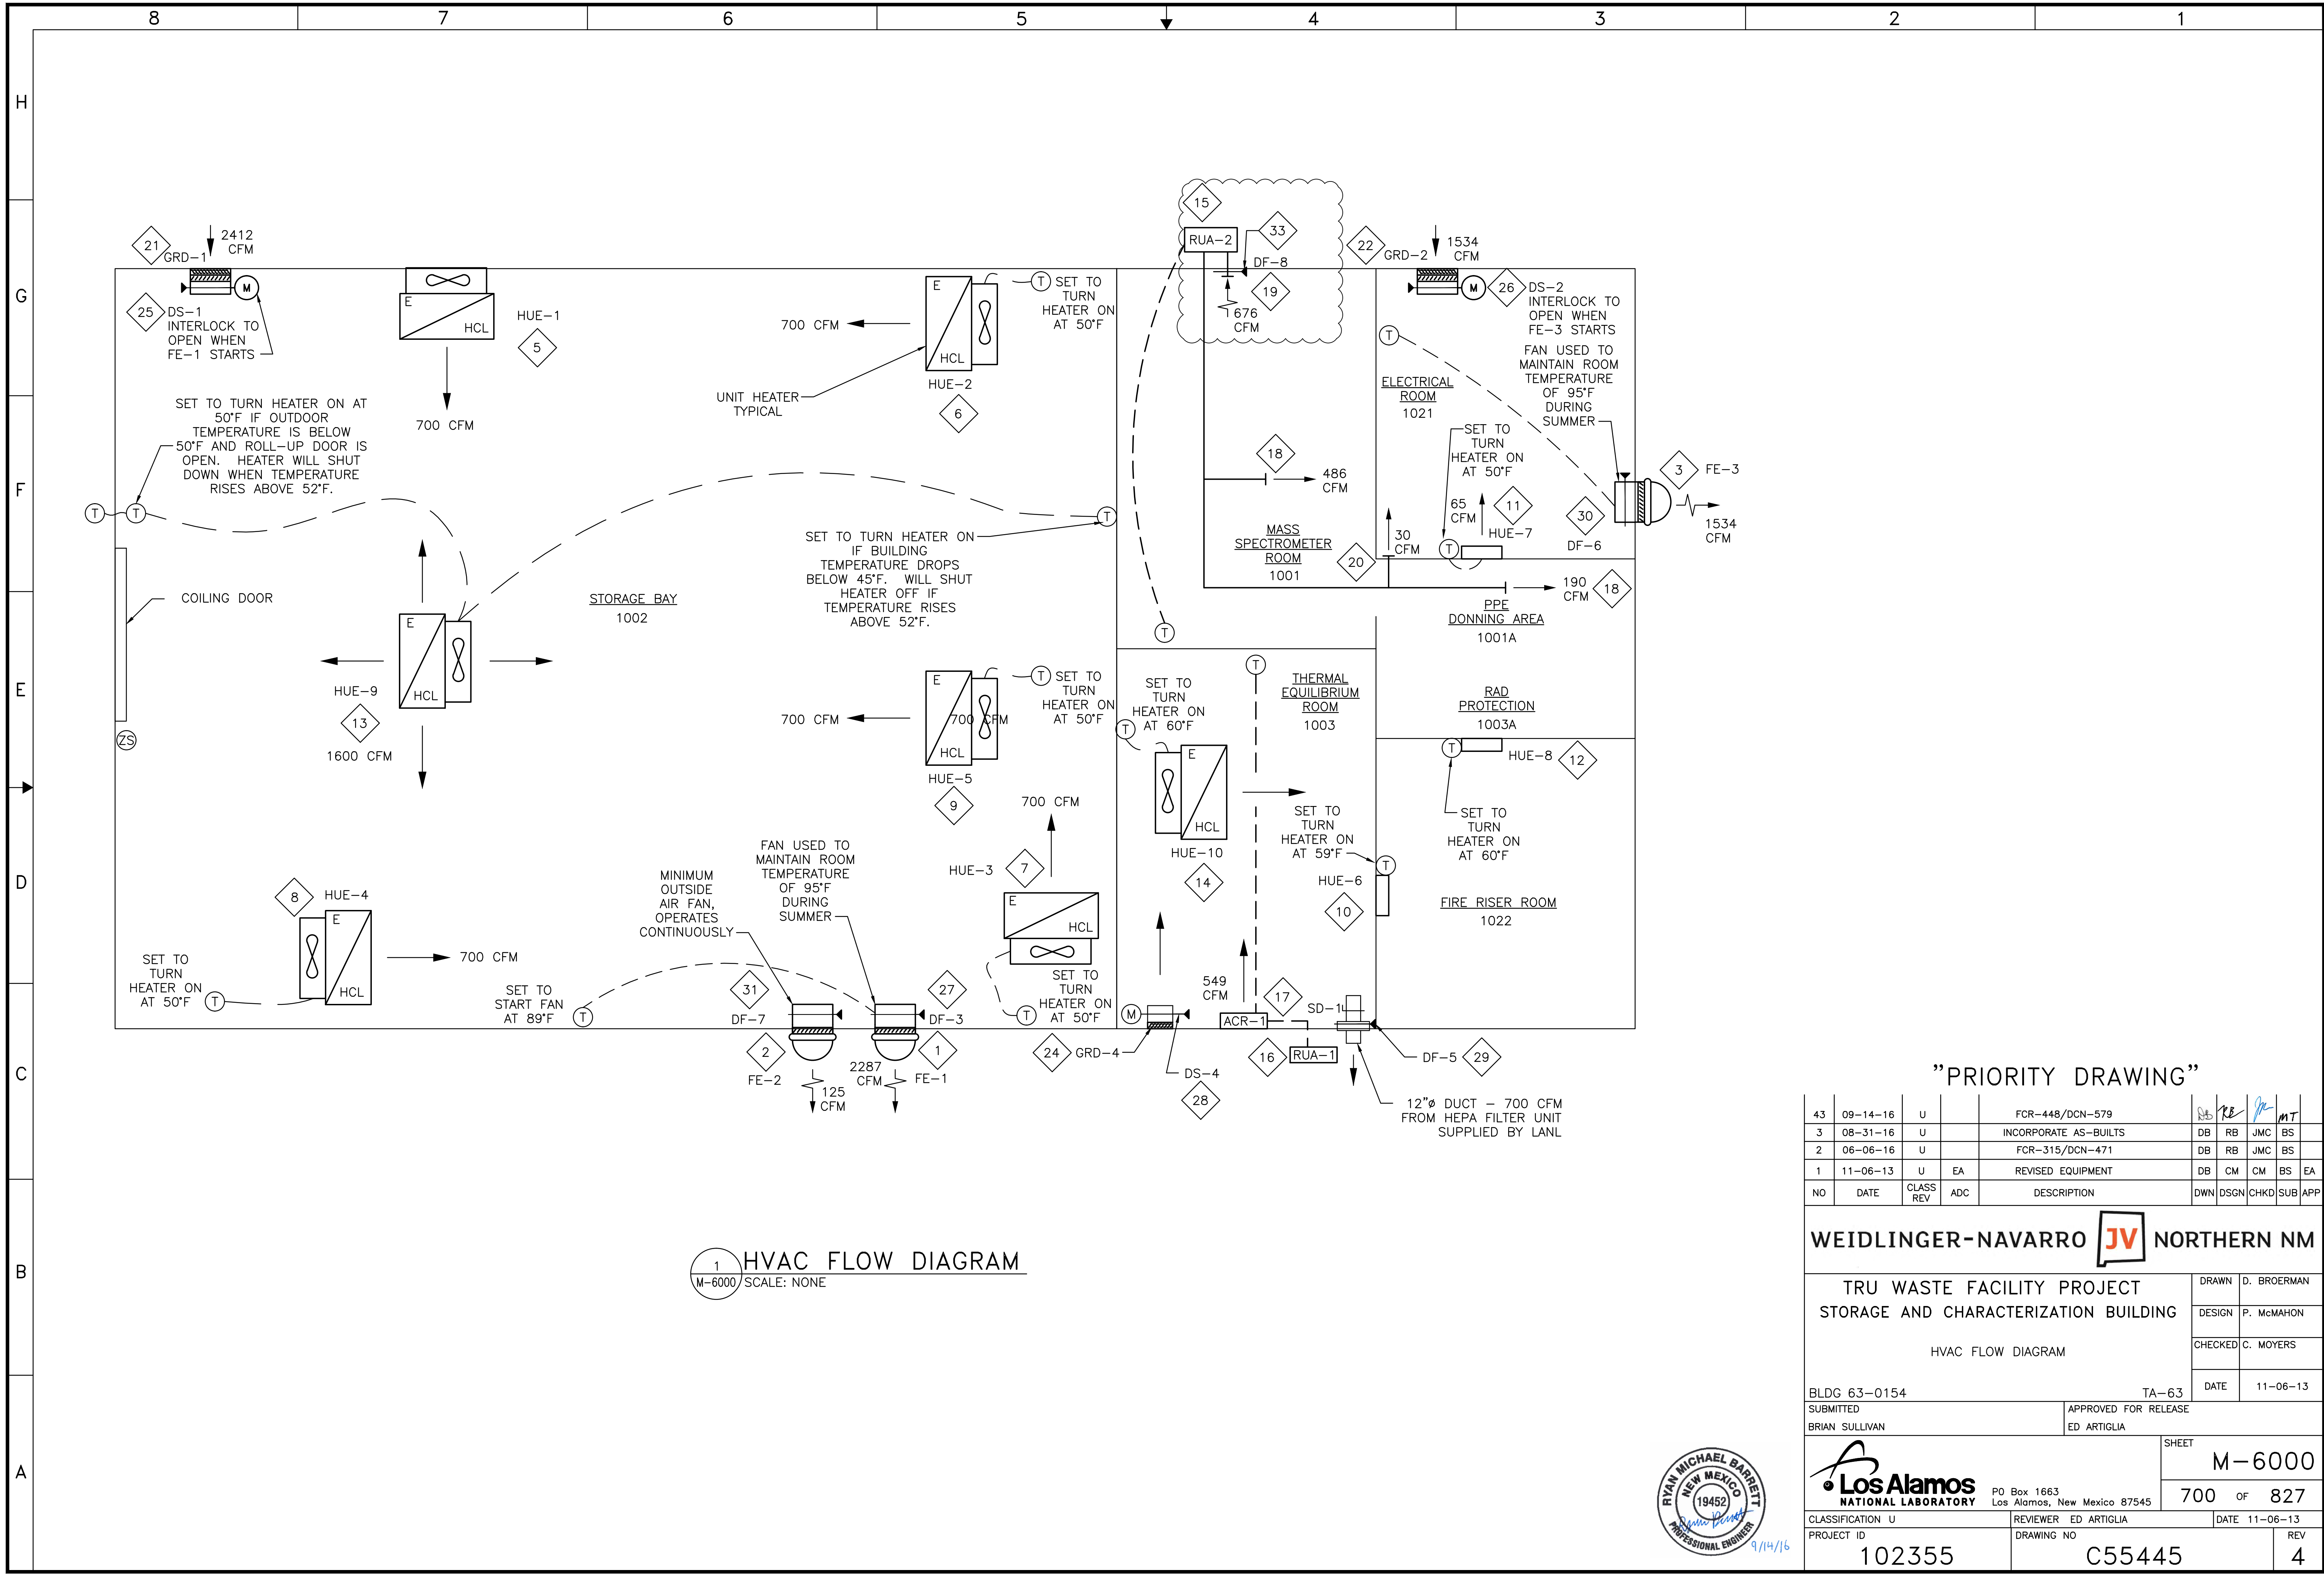 8
7
6
5
4
3
2
1
H
G
F
E
D
C
B
A
21
GRD-1
2412
CFM
25
DS-1
INTERLOCK TO
OPEN WHEN
FE-1 STARTS
M
E
HCL
HUE-1
5
700 CFM
SET TO TURN HEATER ON AT
50°F IF OUTDOOR
TEMPERATURE IS BELOW
50°F AND ROLL-UP DOOR IS
OPEN. HEATER WILL SHUT
DOWN WHEN TEMPERATURE
RISES ABOVE 52°F.
T
T
COILING DOOR
ZS
E
HCL
HUE-9
13
1600 CFM
STORAGE BAY
1002
700 CFM
E
HCL
HUE-2
6
UNIT HEATER
TYPICAL
T
SET TO
TURN
HEATER ON
AT 50°F
SET TO TURN HEATER ON
IF BUILDING
TEMPERATURE DROPS
BELOW 45°F. WILL SHUT
HEATER OFF IF
TEMPERATURE RISES
ABOVE 52°F.
T
700 CFM
E
HCL
700 CFM
HUE-5
9
T
SET TO
TURN
HEATER ON
AT 50°F
700 CFM
HUE-3
7
E
HCL
SET TO
TURN
HEATER ON
AT 50°F
T
8
HUE-4
E
HCL
700 CFM
SET TO
TURN
HEATER ON
AT 50°F
T
SET TO
START FAN
AT 89°F
T
MINIMUM
OUTSIDE
AIR FAN,
OPERATES
CONTINUOUSLY
FAN USED TO
MAINTAIN ROOM
TEMPERATURE
OF 95°F
DURING
SUMMER
31
DF-7
27
DF-3
2
FE-2
125
CFM
2287
CFM
1
FE-1
15
RUA-2
33
DF-8
19
676
CFM
22
GRD-2
1534
CFM
M
26
DS-2
INTERLOCK TO
OPEN WHEN
FE-3 STARTS
T
FAN USED TO
MAINTAIN ROOM
TEMPERATURE
OF 95°F
DURING
SUMMER
ELECTRICAL
ROOM
1021
SET TO
TURN
HEATER ON
AT 50°F
3
FE-3
1534
CFM
18
486
CFM
65
CFM
11
HUE-7
T
30
DF-6
MASS
SPECTROMETER
ROOM
1001
20
30
CFM
190
CFM
18
PPE
DONNING AREA
1001A
T
T
THERMAL
EQUILIBRIUM
ROOM
1003
RAD
PROTECTION
1003A
SET TO
TURN
HEATER ON
AT 60°F
T
E
HCL
HUE-10
14
T
HUE-8
12
SET TO
TURN
HEATER ON
AT 60°F
SET TO
TURN
HEATER ON
AT 59°F
T
HUE-6
10
FIRE RISER ROOM
1022
549
CFM
17
SD-1
M
ACR-1
24
GRD-4
16
RUA-1
DF-5
29
DS-4
28
12"ø DUCT - 700 CFM
FROM HEPA FILTER UNIT
SUPPLIED BY LANL
1
M-6000
HVAC FLOW DIAGRAM
SCALE: NONE
"PRIORITY DRAWING"
43 09-14-16 U FCR-448/DCN-579 RB MT
3 08-31-16 U INCORPORATE AS-BUILTS DB RB JMC BS
2 06-06-16 U FCR-315/DCN-471 DB RB JMC BS
1 11-06-13 U EA REVISED EQUIPMENT DB CM CM BS EA
NO DATE CLASS REV ADC DESCRIPTION DWN DSGN CHKD SUB APP
WEIDLINGER-NAVARRO JV NORTHERN NM
TRU WASTE FACILITY PROJECT
STORAGE AND CHARACTERIZATION BUILDING
HVAC FLOW DIAGRAM
BLDG 63-0154 TA-63
DRAWN D. BROERMAN
DESIGN P. McMAHON
CHECKED C. MOYERS
DATE 11-06-13
SUBMITTED
BRIAN SULLIVAN
APPROVED FOR RELEASE
ED ARTIGLIA
Los Alamos
NATIONAL LABORATORY
PO Box 1663
Los Alamos, New Mexico 87545
SHEET
M-6000
700 OF 827
CLASSIFICATION U
REVIEWER ED ARTIGLIA
DATE 11-06-13
PROJECT ID
102355
DRAWING NO
C55445
REV
4
RYAN MICHAEL BARRETT
NEW MEXICO
19452
PROFESSIONAL ENGINEER
9/14/16